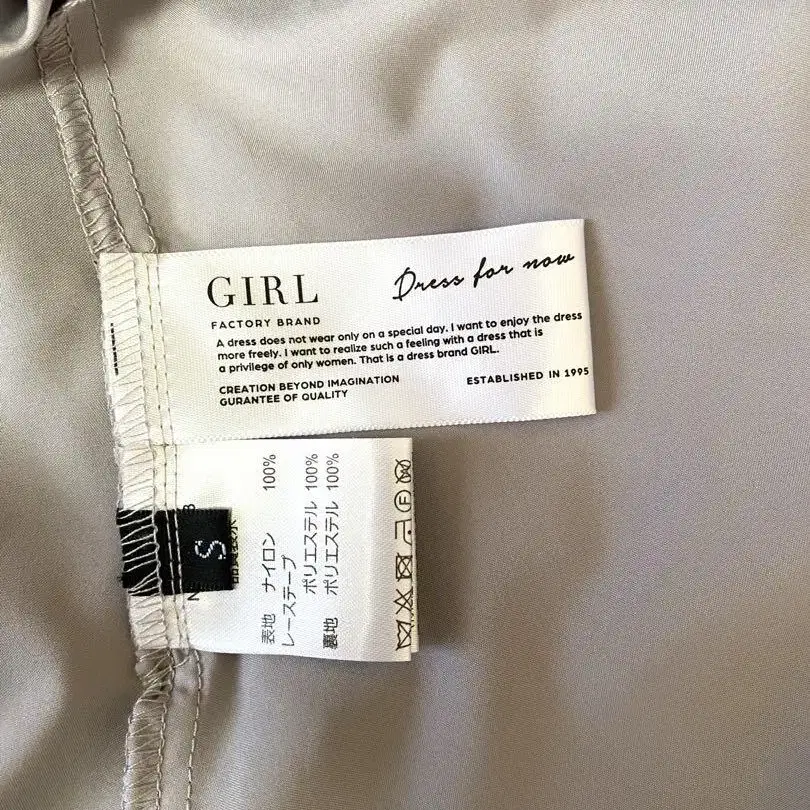 GIRL
Dress for now
FACTORY BRAND
A dress does not wear only on a special day. I want to enjoy the dress
more freely. I want to realize such a feeling with a dress that is
a privilege of only women. That is a dress brand GIRL.
CREATION BEYOND IMAGINATION
GURANTEE OF QUALITY
ESTABLISHED IN 1995
S
表地 ナイロン 100%
レーステープ
ポリエステル 100%
裏地 ポリエステル 100%